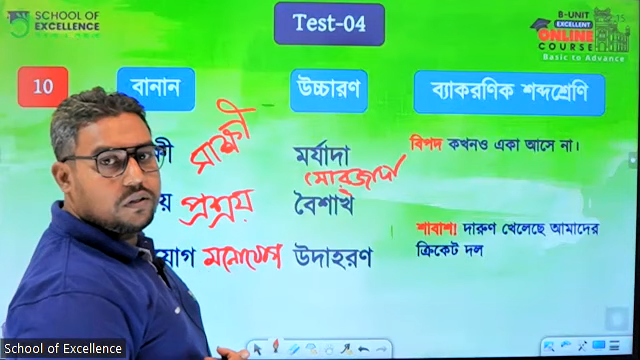 SCHOOL OF
EXCELLENCE
Test-04
B-UNIT
EXCELLENT
ONLINE
COURSE
Basic to Advance
10
বানান
উচ্চারণ
ব্যাকরণিক শব্দশ্রেণি
ক্ষী সাক্ষী মর্যাদা
মোর্‌জাদা
বিপদ কখনও একা আসে না।
য় প্রশ্রয় বৈশাখ
শাবাশ! দারুণ খেলেছে আমাদের
ক্রিকেট দল
যোগ মনোযোগ উদাহরণ
School of Excellence